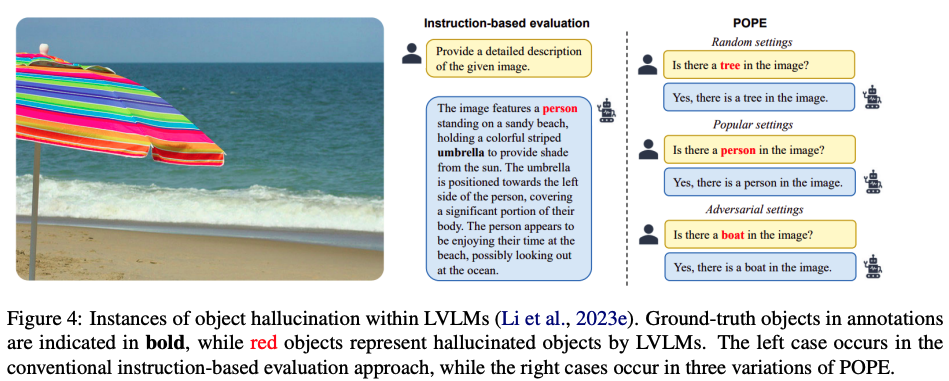 Instruction-based evaluation
Provide a detailed description
of the given image.
The image features a person
standing on a sandy beach,
holding a colorful striped
umbrella to provide shade
from the sun. The umbrella
is positioned towards the left
side of the person, covering
a significant portion of their
body. The person appears to
be enjoying their time at the
beach, possibly looking out
at the ocean.
POPE
Random settings
Is there a tree in the image?
Yes, there is a tree in the image.
Popular settings
Is there a person in the image?
Yes, there is a person in the image.
Adversarial settings
Is there a boat in the image?
Yes, there is a boat in the image.
Figure 4: Instances of object hallucination within LVLMs (Li et al., 2023e). Ground-truth objects in annotations
are indicated in bold, while red objects represent hallucinated objects by LVLMs. The left case occurs in the
conventional instruction-based evaluation approach, while the right cases occur in three variations of POPE.